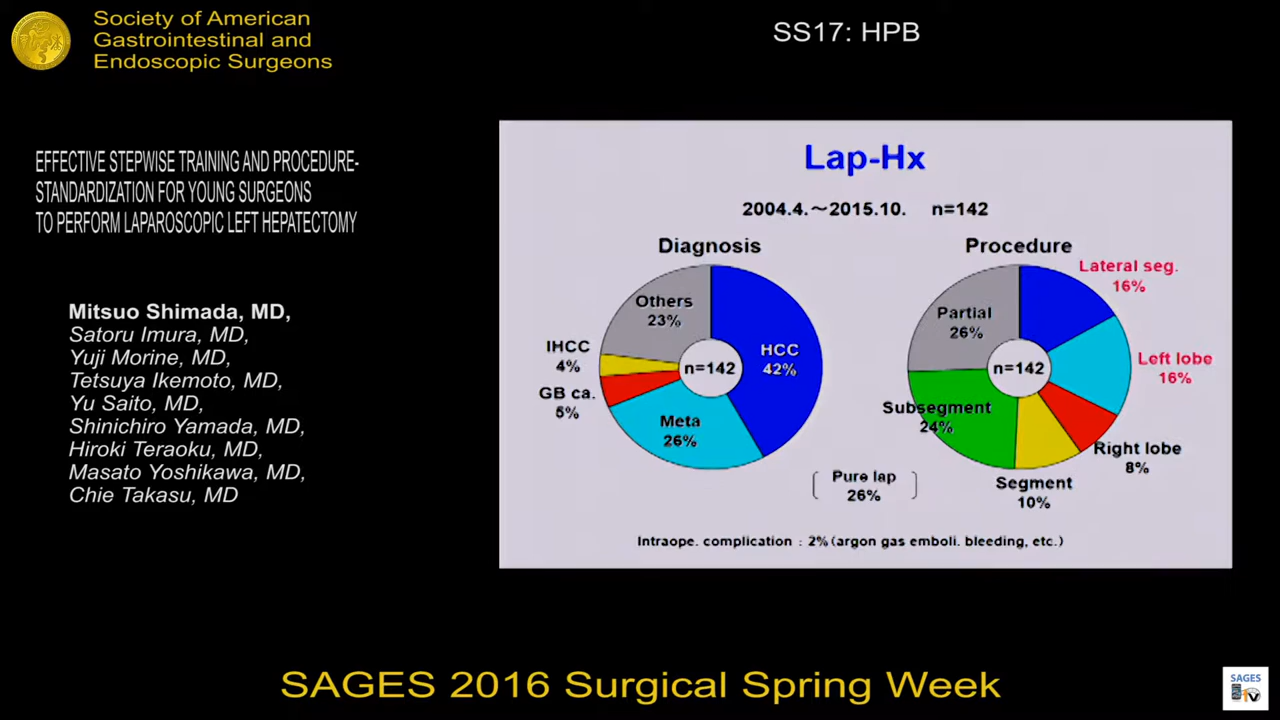 Society of American
Gastrointestinal and
Endoscopic Surgeons
SS17: HPB
EFFECTIVE STEPWISE TRAINING AND PROCEDURE-
STANDARDIZATION FOR YOUNG SURGEONS
TO PERFORM LAPAROSCOPIC LEFT HEPATECTOMY
Mitsuo Shimada, MD,
Satoru Imura, MD,
Yuji Morine, MD,
Tetsuya Ikemoto, MD,
Yu Saito, MD,
Shinichiro Yamada, MD,
Hiroki Teraoku, MD,
Masato Yoshikawa, MD,
Chie Takasu, MD
Lap-Hx
2004.4.～2015.10. n=142
Diagnosis
Others
23%
IHCC
4%
GB ca.
5%
Meta
26%
HCC
42%
n=142
Procedure
Lateral seg.
16%
Left lobe
16%
Right lobe
8%
Segment
10%
Subsegment
24%
Partial
26%
n=142
Pure lap
26%
Intraope. complication : 2% (argon gas emboli. bleeding, etc.)
SAGES 2016 Surgical Spring Week
SAGES
TV